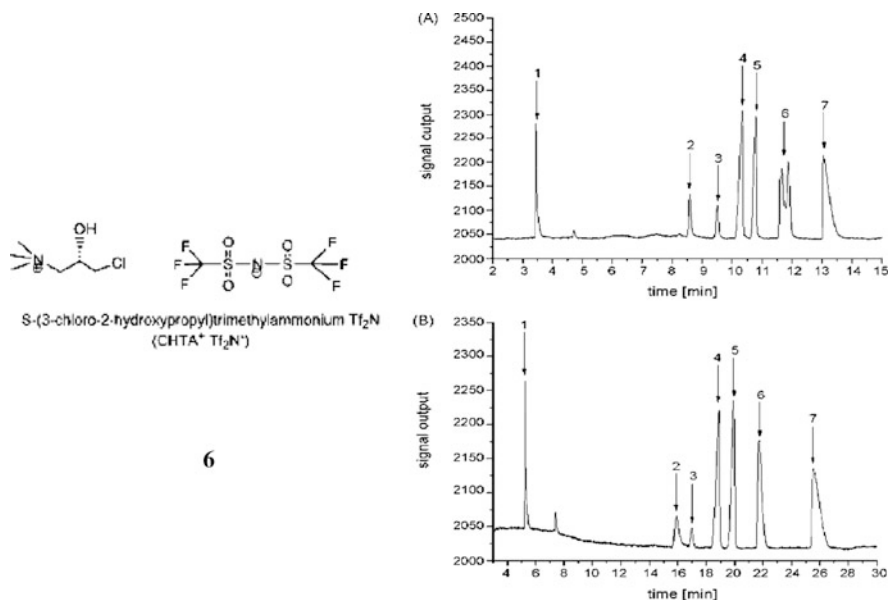 OH
N
Cl
O O F
F S N S F
F O O F
F
S-(3-chloro-2-hydroxypropyl)trimethylammonium Tf₂N
(CHTA⁺ Tf₂N⁻)
6
(A)
2500
2450
2400
2350
2300
2250
2200
2150
2100
2050
2000
signal output
1
2
3
4
5
6
7
2 3 4 5 6 7 8 9 10 11 12 13 14 15
time [min]
(B)
2350
2300
2250
2200
2150
2100
2050
2000
signal output
1
2
3
4
5
6
7
4 6 8 10 12 14 16 18 20 22 24 26 28 30
time [min]